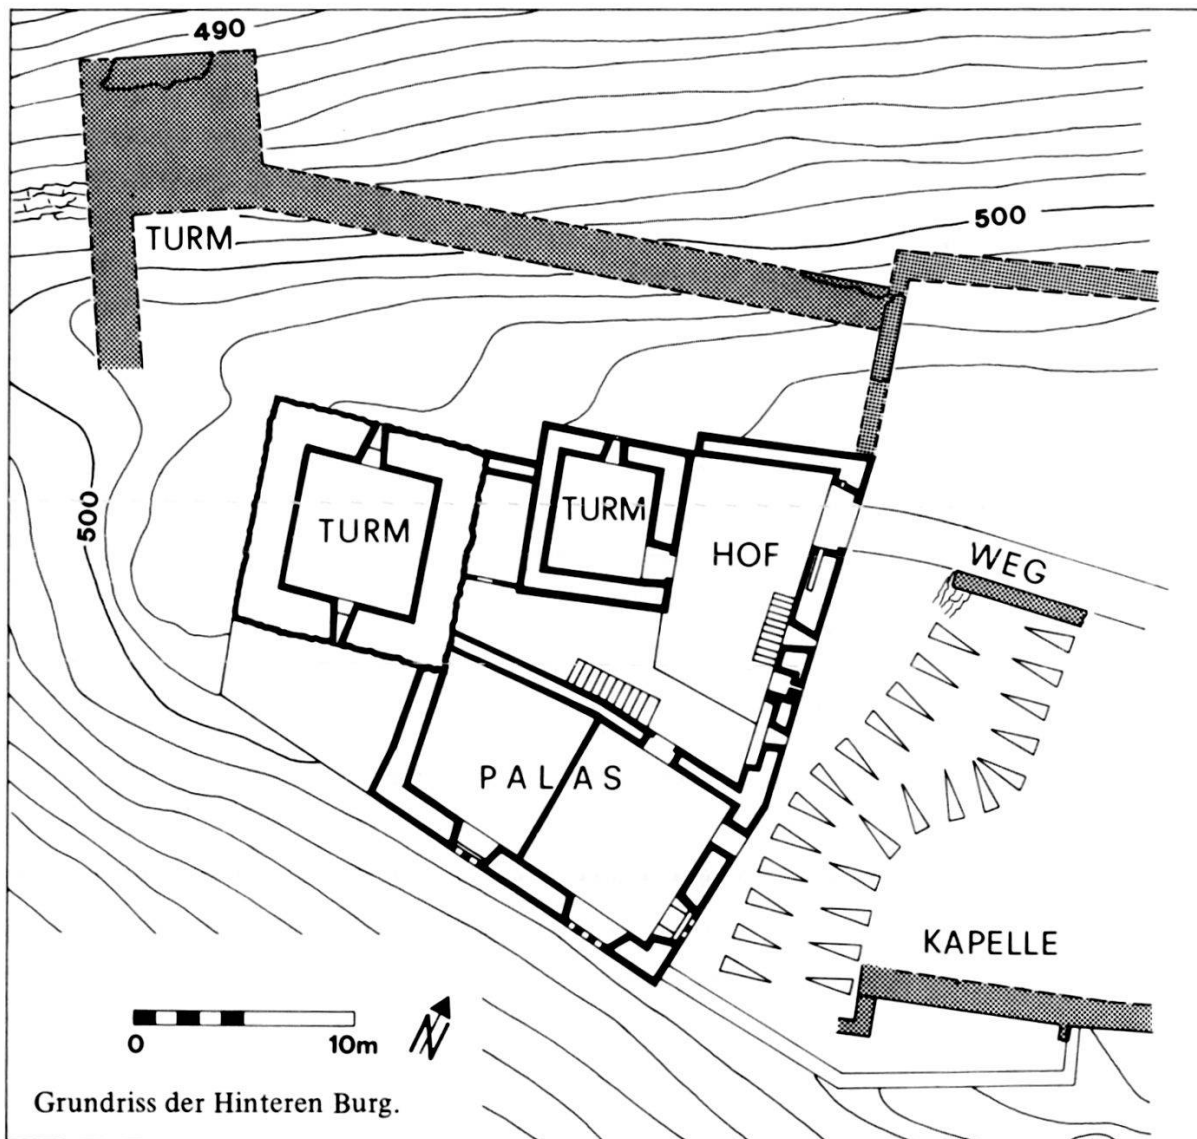 490
500
TURM
500
TURM
TURM
HOF
WEG
PALAS
KAPELLE
0 10m N
Grundriss der Hinteren Burg.